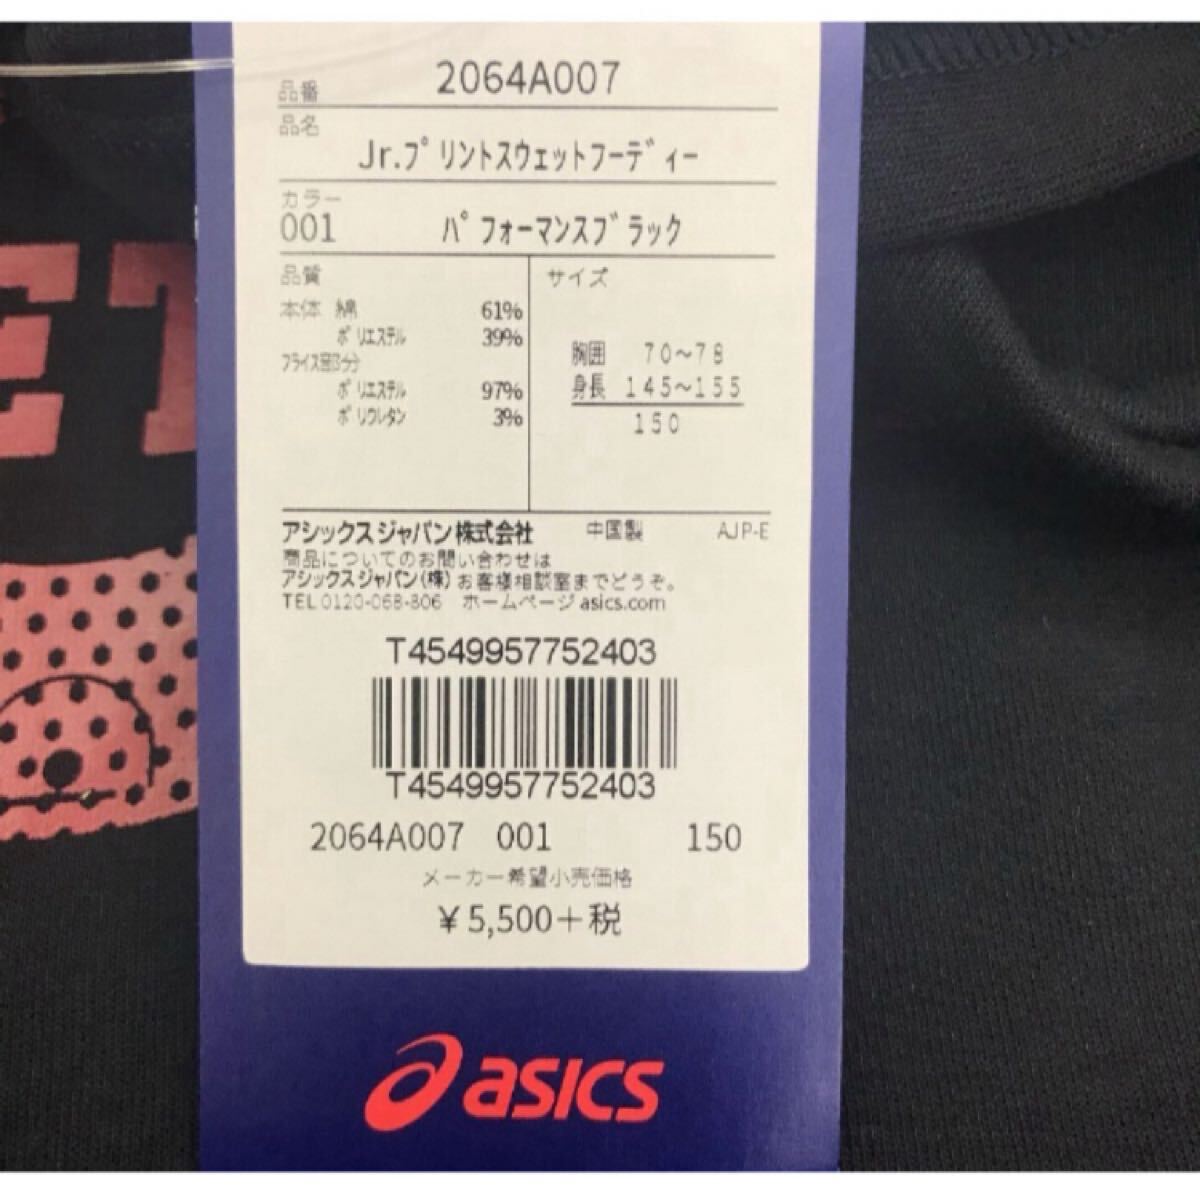 品番 2064A007
品名
Jr.プリントスウェットフーディー
カラー
001 パフォーマンスブラック
品質
本体 綿 61%
ポリエステル 39%
フライス部分
ポリエステル 97%
ポリウレタン 3%
サイズ
胸囲 70〜78
身長 145〜155
150
アシックスジャパン株式会社 中国製 AJP-E
商品についてのお問い合わせは
アシックスジャパン(株)お客様相談室までどうぞ。
TEL 0120-068-806 ホームページ asics.com
T4549957752403
T4549957752403
2064A007 001 150
メーカー希望小売価格
¥5,500+税
asics
ET